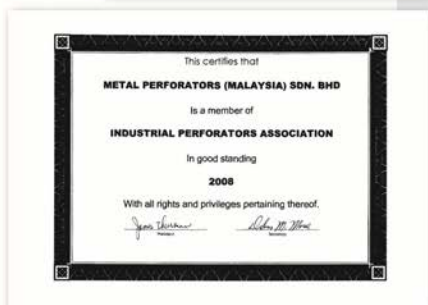 This certifies that
METAL PERFORATORS (MALAYSIA) SDN. BHD
Is a member of
INDUSTRIAL PERFORATORS ASSOCIATION
In good standing
2008
With all rights and privileges pertaining thereof.